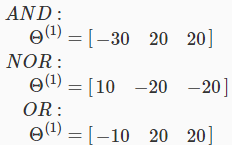 AND:
Θ⁽¹⁾ = [−30 20 20]
NOR:
Θ⁽¹⁾ = [10 −20 −20]
OR:
Θ⁽¹⁾ = [−10 20 20]